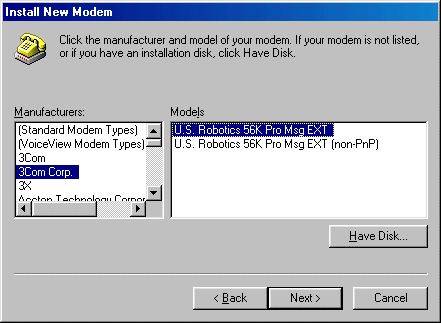 Install New Modem
Click the manufacturer and model of your modem. If your modem is not listed,
or if you have an installation disk, click Have Disk.
Manufacturers:
(Standard Modem Types)
(VoiceView Modem Types)
3Com
3Com Corp.
3X
Accton Technology Corpor
Models
U.S. Robotics 56K Pro Msg EXT
U.S. Robotics 56K Pro Msg EXT (non-PnP)
Have Disk...
< Back
Next >
Cancel